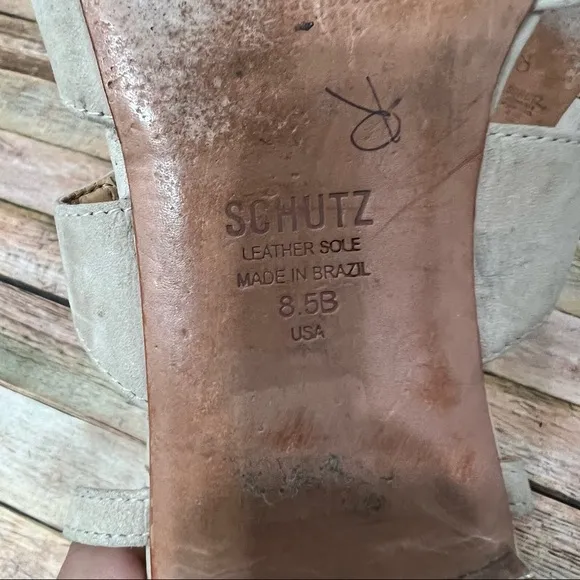 SCHUTZ
LEATHER SOLE
MADE IN BRAZIL
8.5B
USA